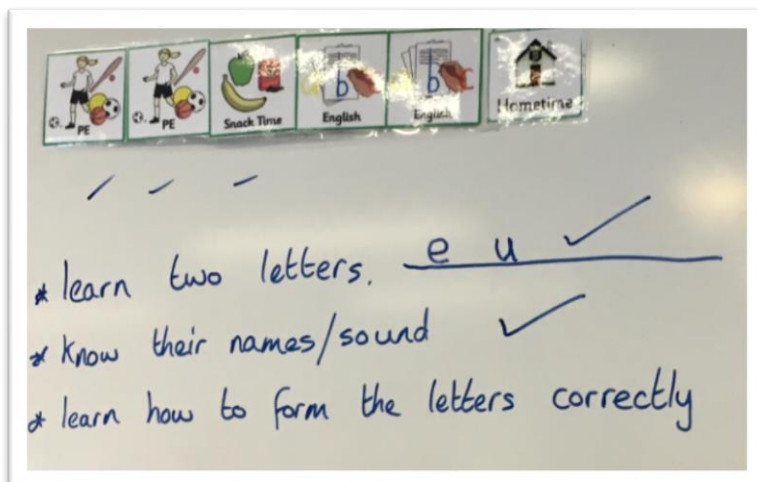 PE PE Snack Time English English Hometime
* learn two letters. e u ✓
* Know their names/sound ✓
* learn how to form the letters correctly